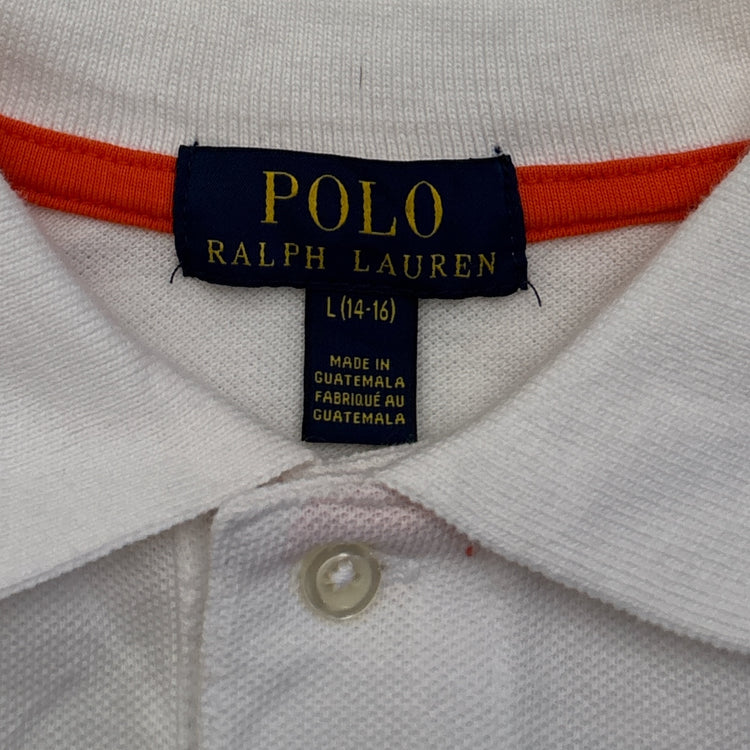 POLO
RALPH LAUREN
L (14-16)
MADE IN
GUATEMALA
FABRIQUÉ AU
GUATEMALA